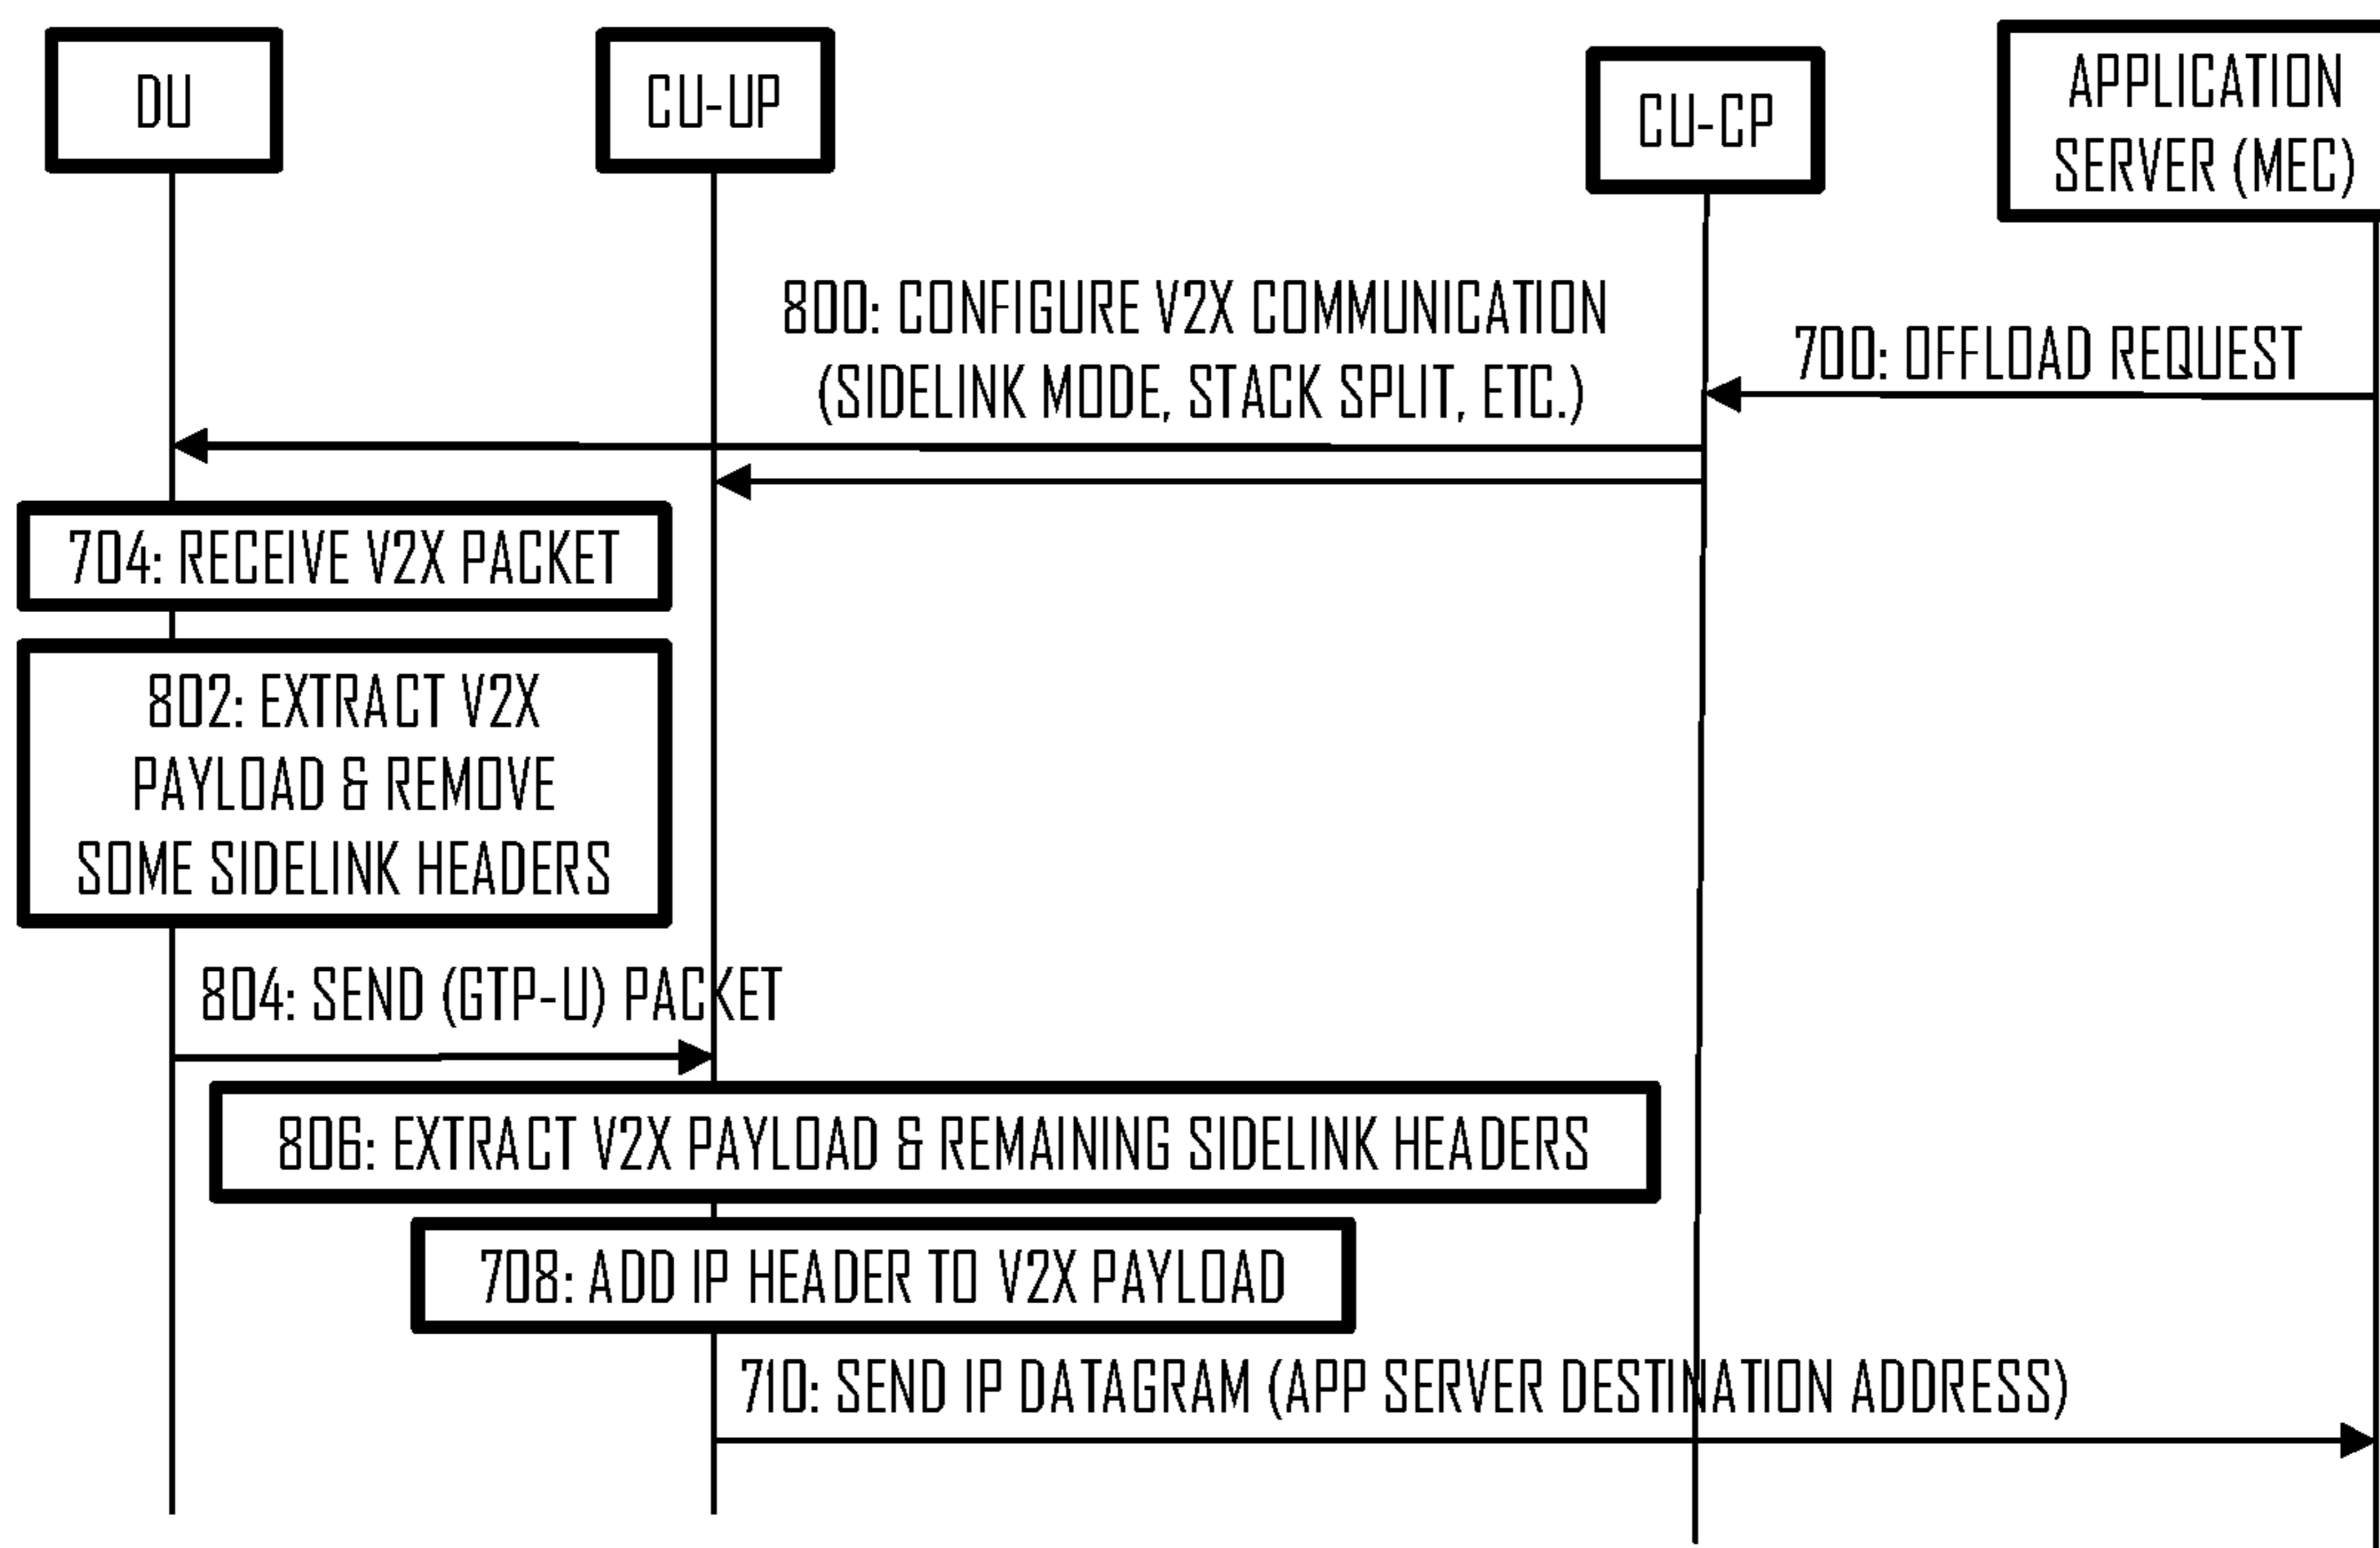 DU
CU-UP
CU-CP
APPLICATION
SERVER (MEC)
800: CONFIGURE V2X COMMUNICATION
(SIDELINK MODE, STACK SPLIT, ETC.)
700: OFFLOAD REQUEST
704: RECEIVE V2X PACKET
802: EXTRACT V2X
PAYLOAD & REMOVE
SOME SIDELINK HEADERS
804: SEND (GTP-U) PACKET
806: EXTRACT V2X PAYLOAD & REMAINING SIDELINK HEADERS
708: ADD IP HEADER TO V2X PAYLOAD
710: SEND IP DATAGRAM (APP SERVER DESTINATION ADDRESS)